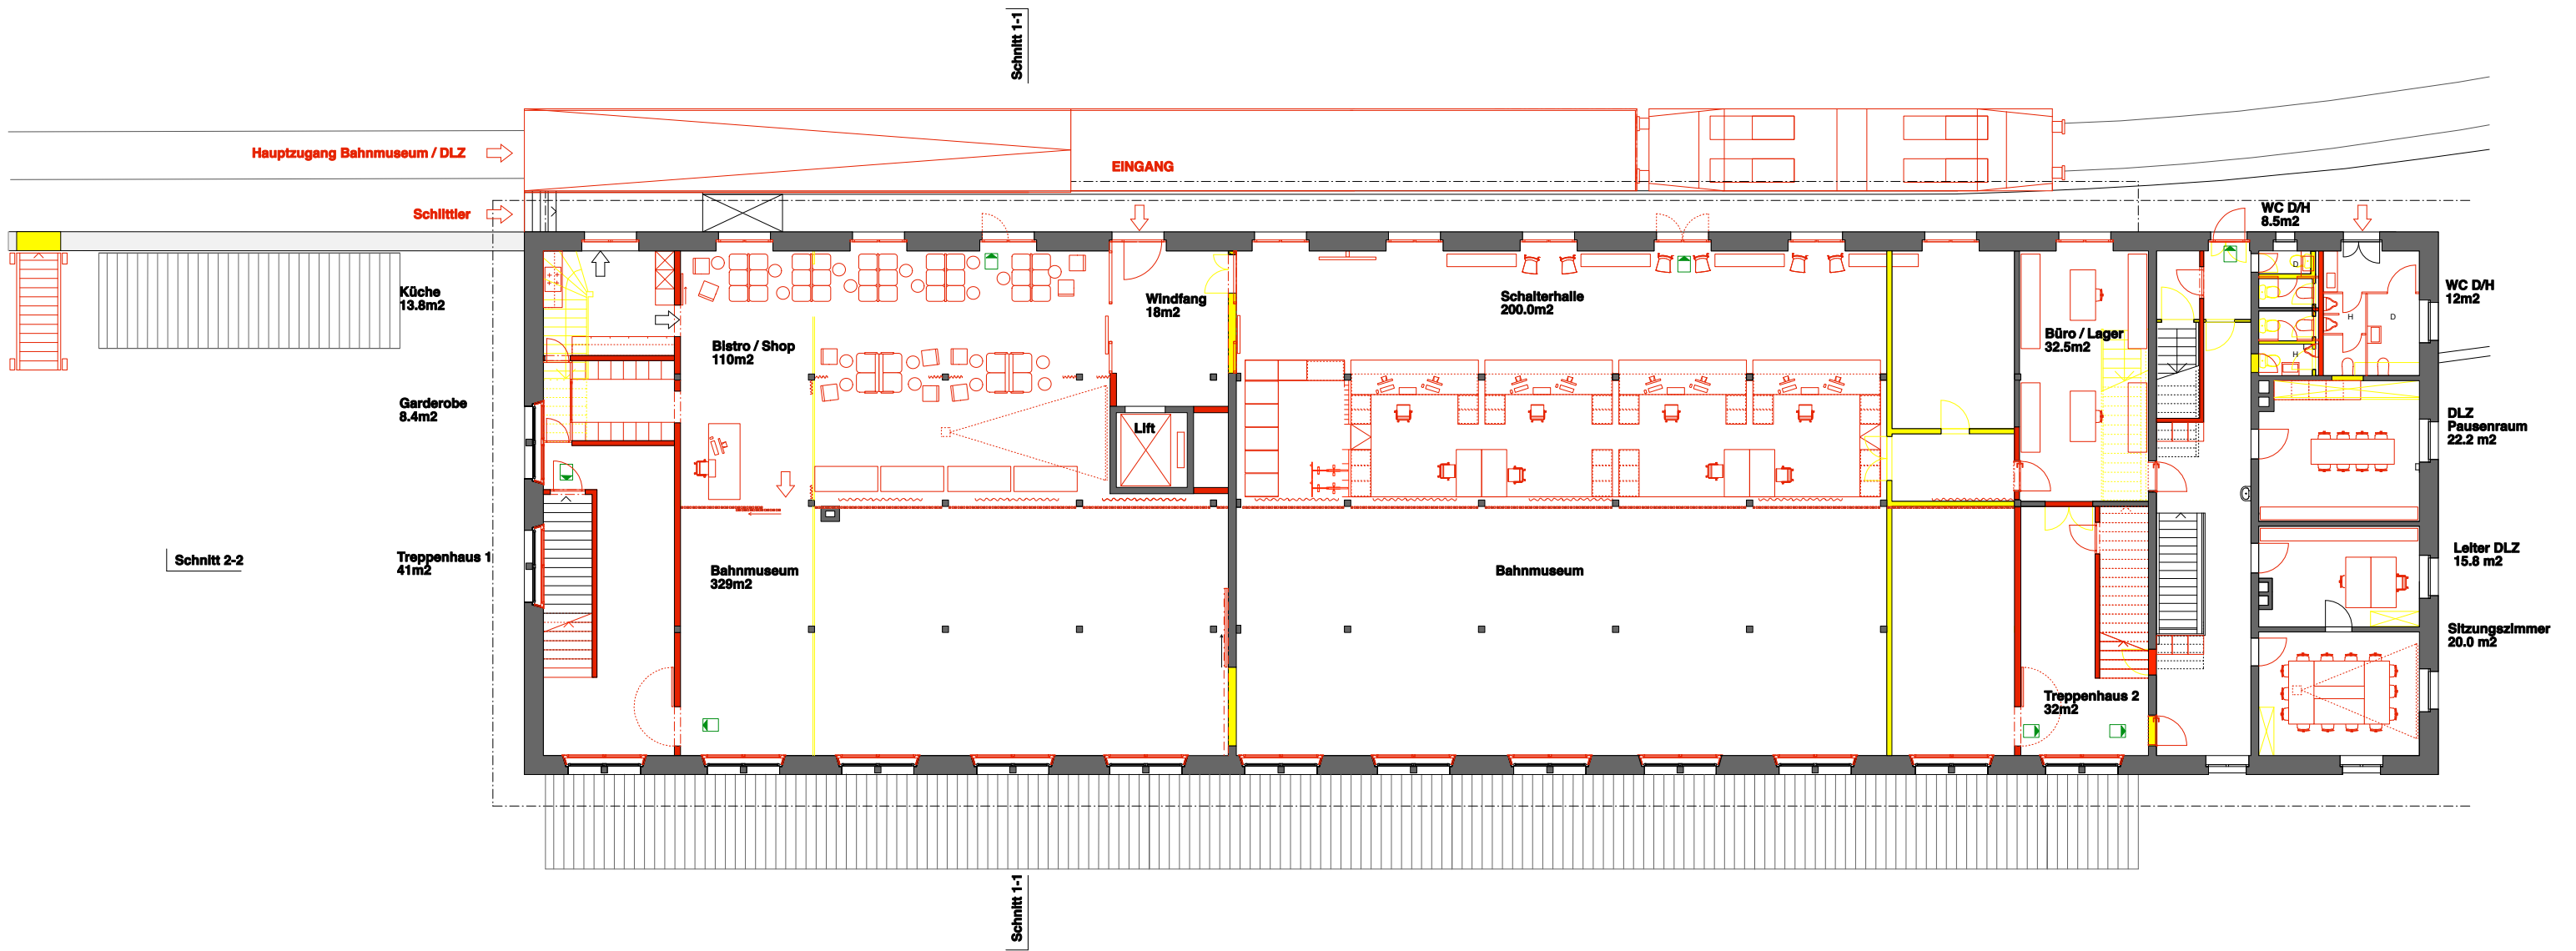 Schnitt 1-1
Hauptzugang Bahnmuseum / DLZ
EINGANG
Schlittler
WC D/H
8.5m2
Küche
13.8m2
Windfang
18m2
Schalterhalle
200.0m2
D
WC D/H
12m2
H
D
Bistro / Shop
110m2
Büro / Lager
32.5m2
H
Garderobe
8.4m2
Lift
DLZ
Pausenraum
22.2 m2
Schnitt 2-2
Treppenhaus 1
41m2
Bahnmuseum
329m2
Bahnmuseum
Leiter DLZ
15.8 m2
Sitzungszimmer
20.0 m2
Treppenhaus 2
32m2
Schnitt 1-1